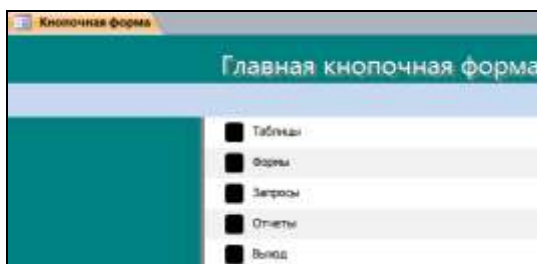 Кнопочная форма
Главная кнопочная форма
Таблицы
Формы
Запросы
Отчеты
Выход